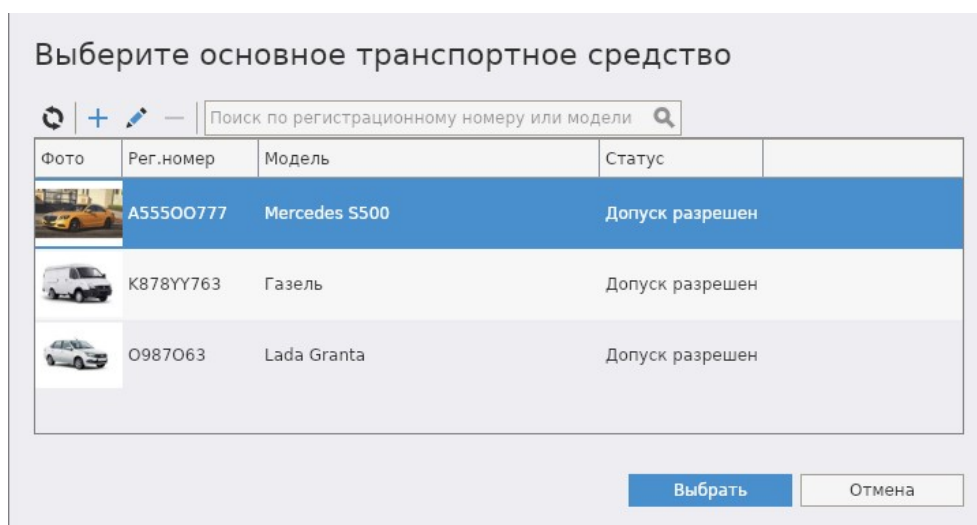 Выберите основное транспортное средство
Поиск по регистрационному номеру или модели
Фото Рег.номер Модель Статус
A555OO777 Mercedes S500 Допуск разрешен
K878YY763 Газель Допуск разрешен
O987O63 Lada Granta Допуск разрешен
Выбрать Отмена